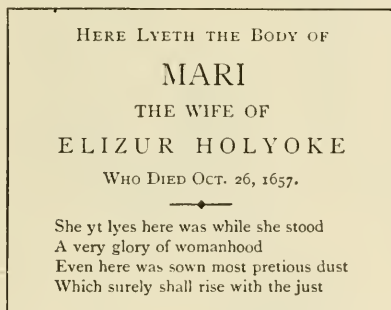 Here Lyeth the Body of
MARI
THE WIFE OF
ELIZUR HOLYOKE
Who Died Oct. 26, 1657.
She yt lyes here was while she stood
A very glory of womanhood
Even here was sown most pretious dust
Which surely shall rise with the just